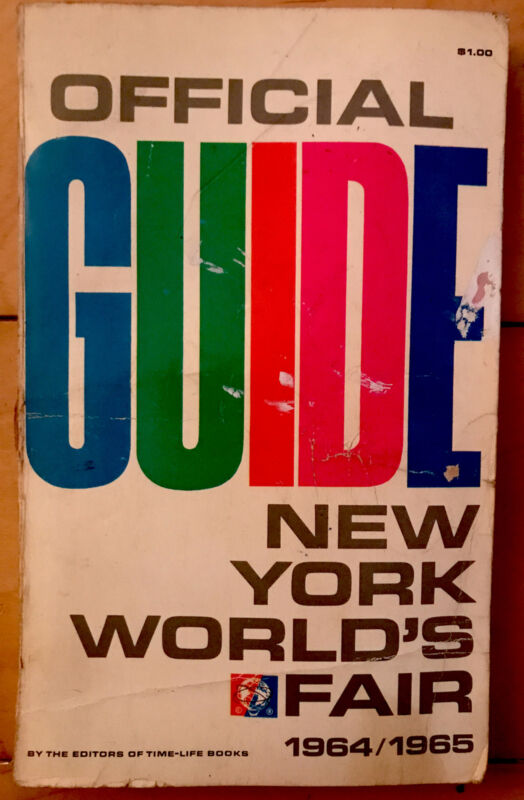 $1.00
OFFICIAL
GUIDE
NEW
YORK
WORLD'S
© ® FAIR
1964/1965
BY THE EDITORS OF TIME-LIFE BOOKS